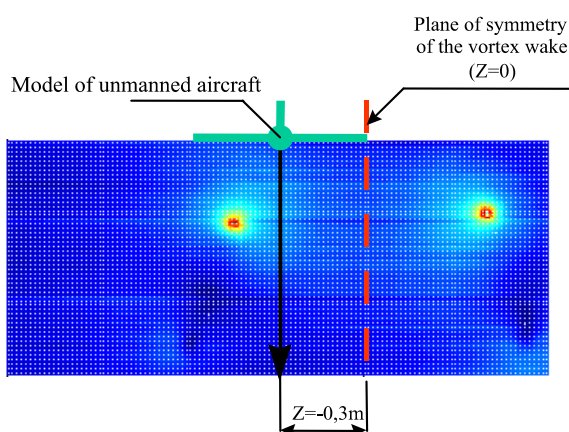 Plane of symmetry
of the vortex wake
(Z=0)
Model of unmanned aircraft
Z=-0,3m